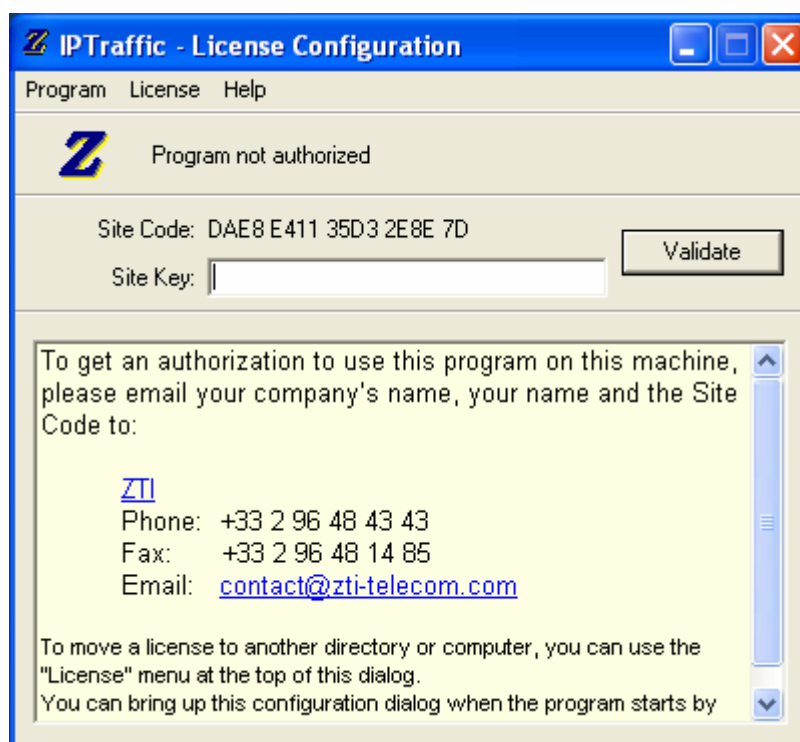 IPTraffic - License Configuration
Program License Help
Program not authorized
Site Code: DAE8 E411 35D3 2E8E 7D
Validate
Site Key:
To get an authorization to use this program on this machine,
please email your company's name, your name and the Site
Code to:
ZTI
Phone: +33 2 96 48 43 43
Fax: +33 2 96 48 14 85
Email: contact@zti-telecom.com
To move a license to another directory or computer, you can use the
"License" menu at the top of this dialog.
You can bring up this configuration dialog when the program starts by